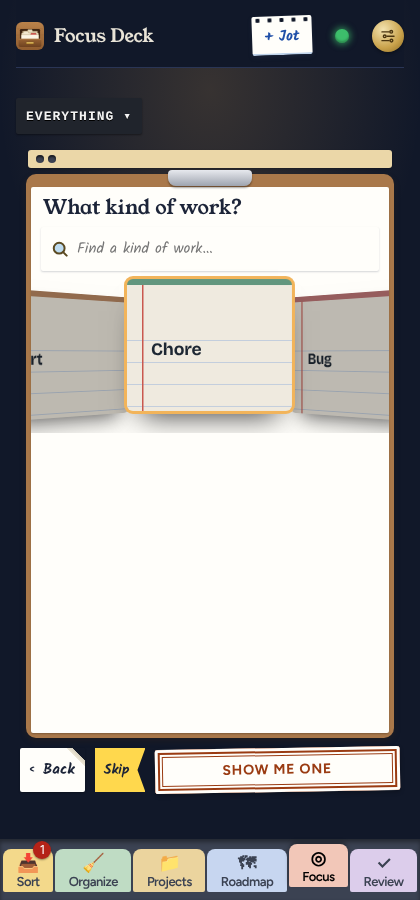 Focus Deck
+ Jot
EVERYTHING ▾
What kind of work?
Find a kind of work...
rt
Chore
Bug
‹ Back
Skip
SHOW ME ONE
1
Sort
Organize
Projects
Roadmap
Focus
Review